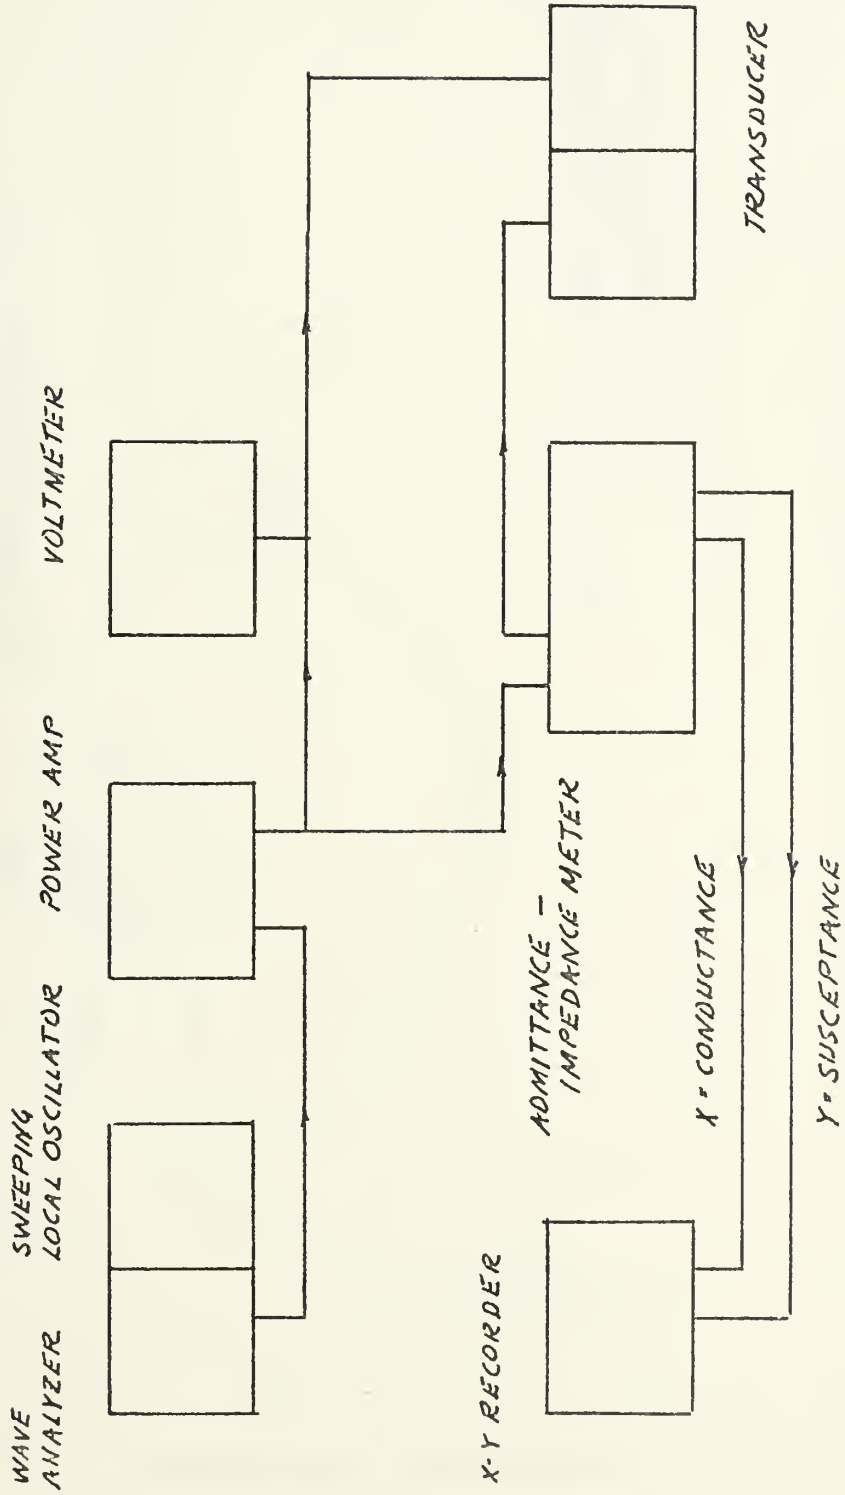 WAVE
ANALYZER
SWEEPING
LOCAL OSCILLATOR
POWER AMP
VOLTMETER
X-Y RECORDER
ADMITTANCE –
IMPEDANCE METER
X = CONDUCTANCE
Y = SUSCEPTANCE
TRANSDUCER